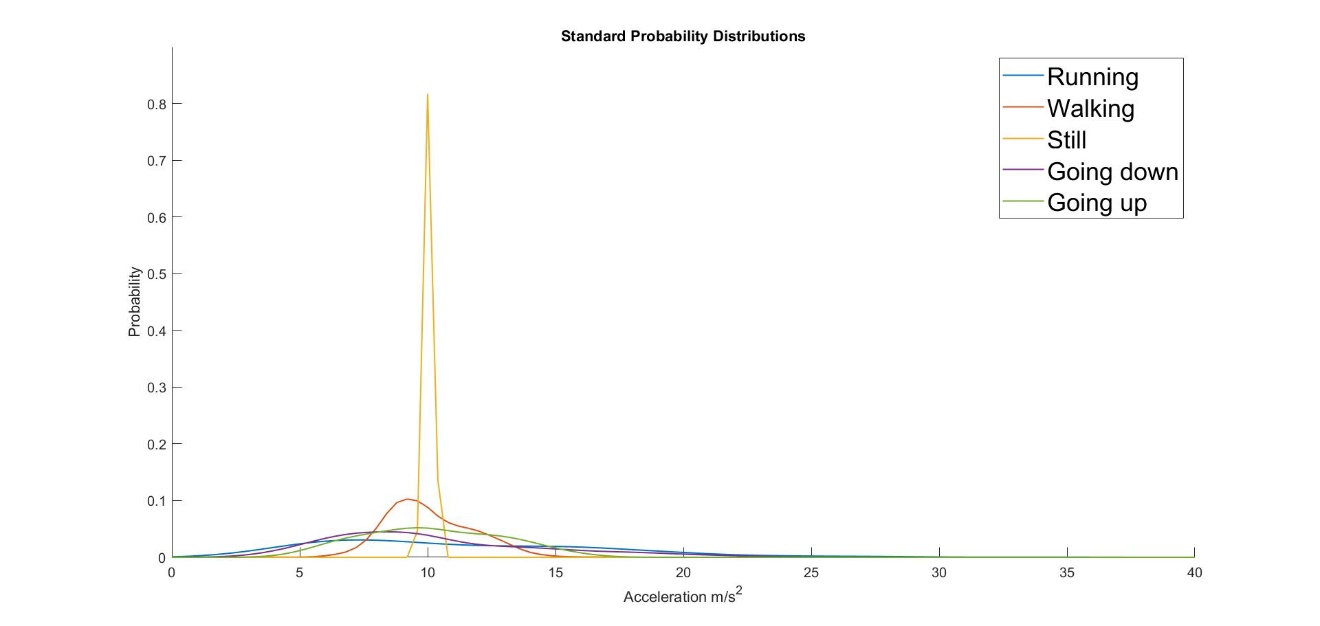 Standard Probability Distributions
Running
Walking
Still
Going down
Going up
Probability
0.8
0.7
0.6
0.5
0.4
0.3
0.2
0.1
0
0 5 10 15 20 25 30 35 40
Acceleration m/s²